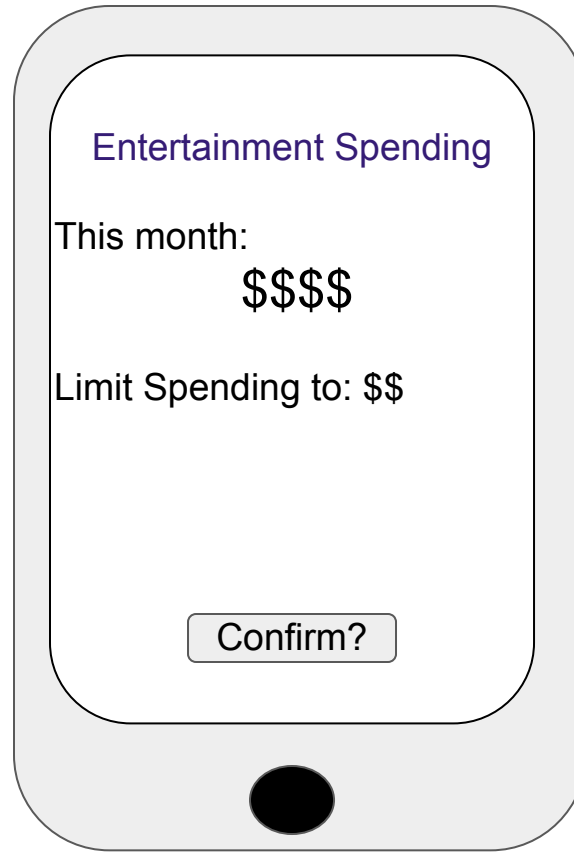 Entertainment Spending
This month:
$$$$
Limit Spending to: $$
Confirm?